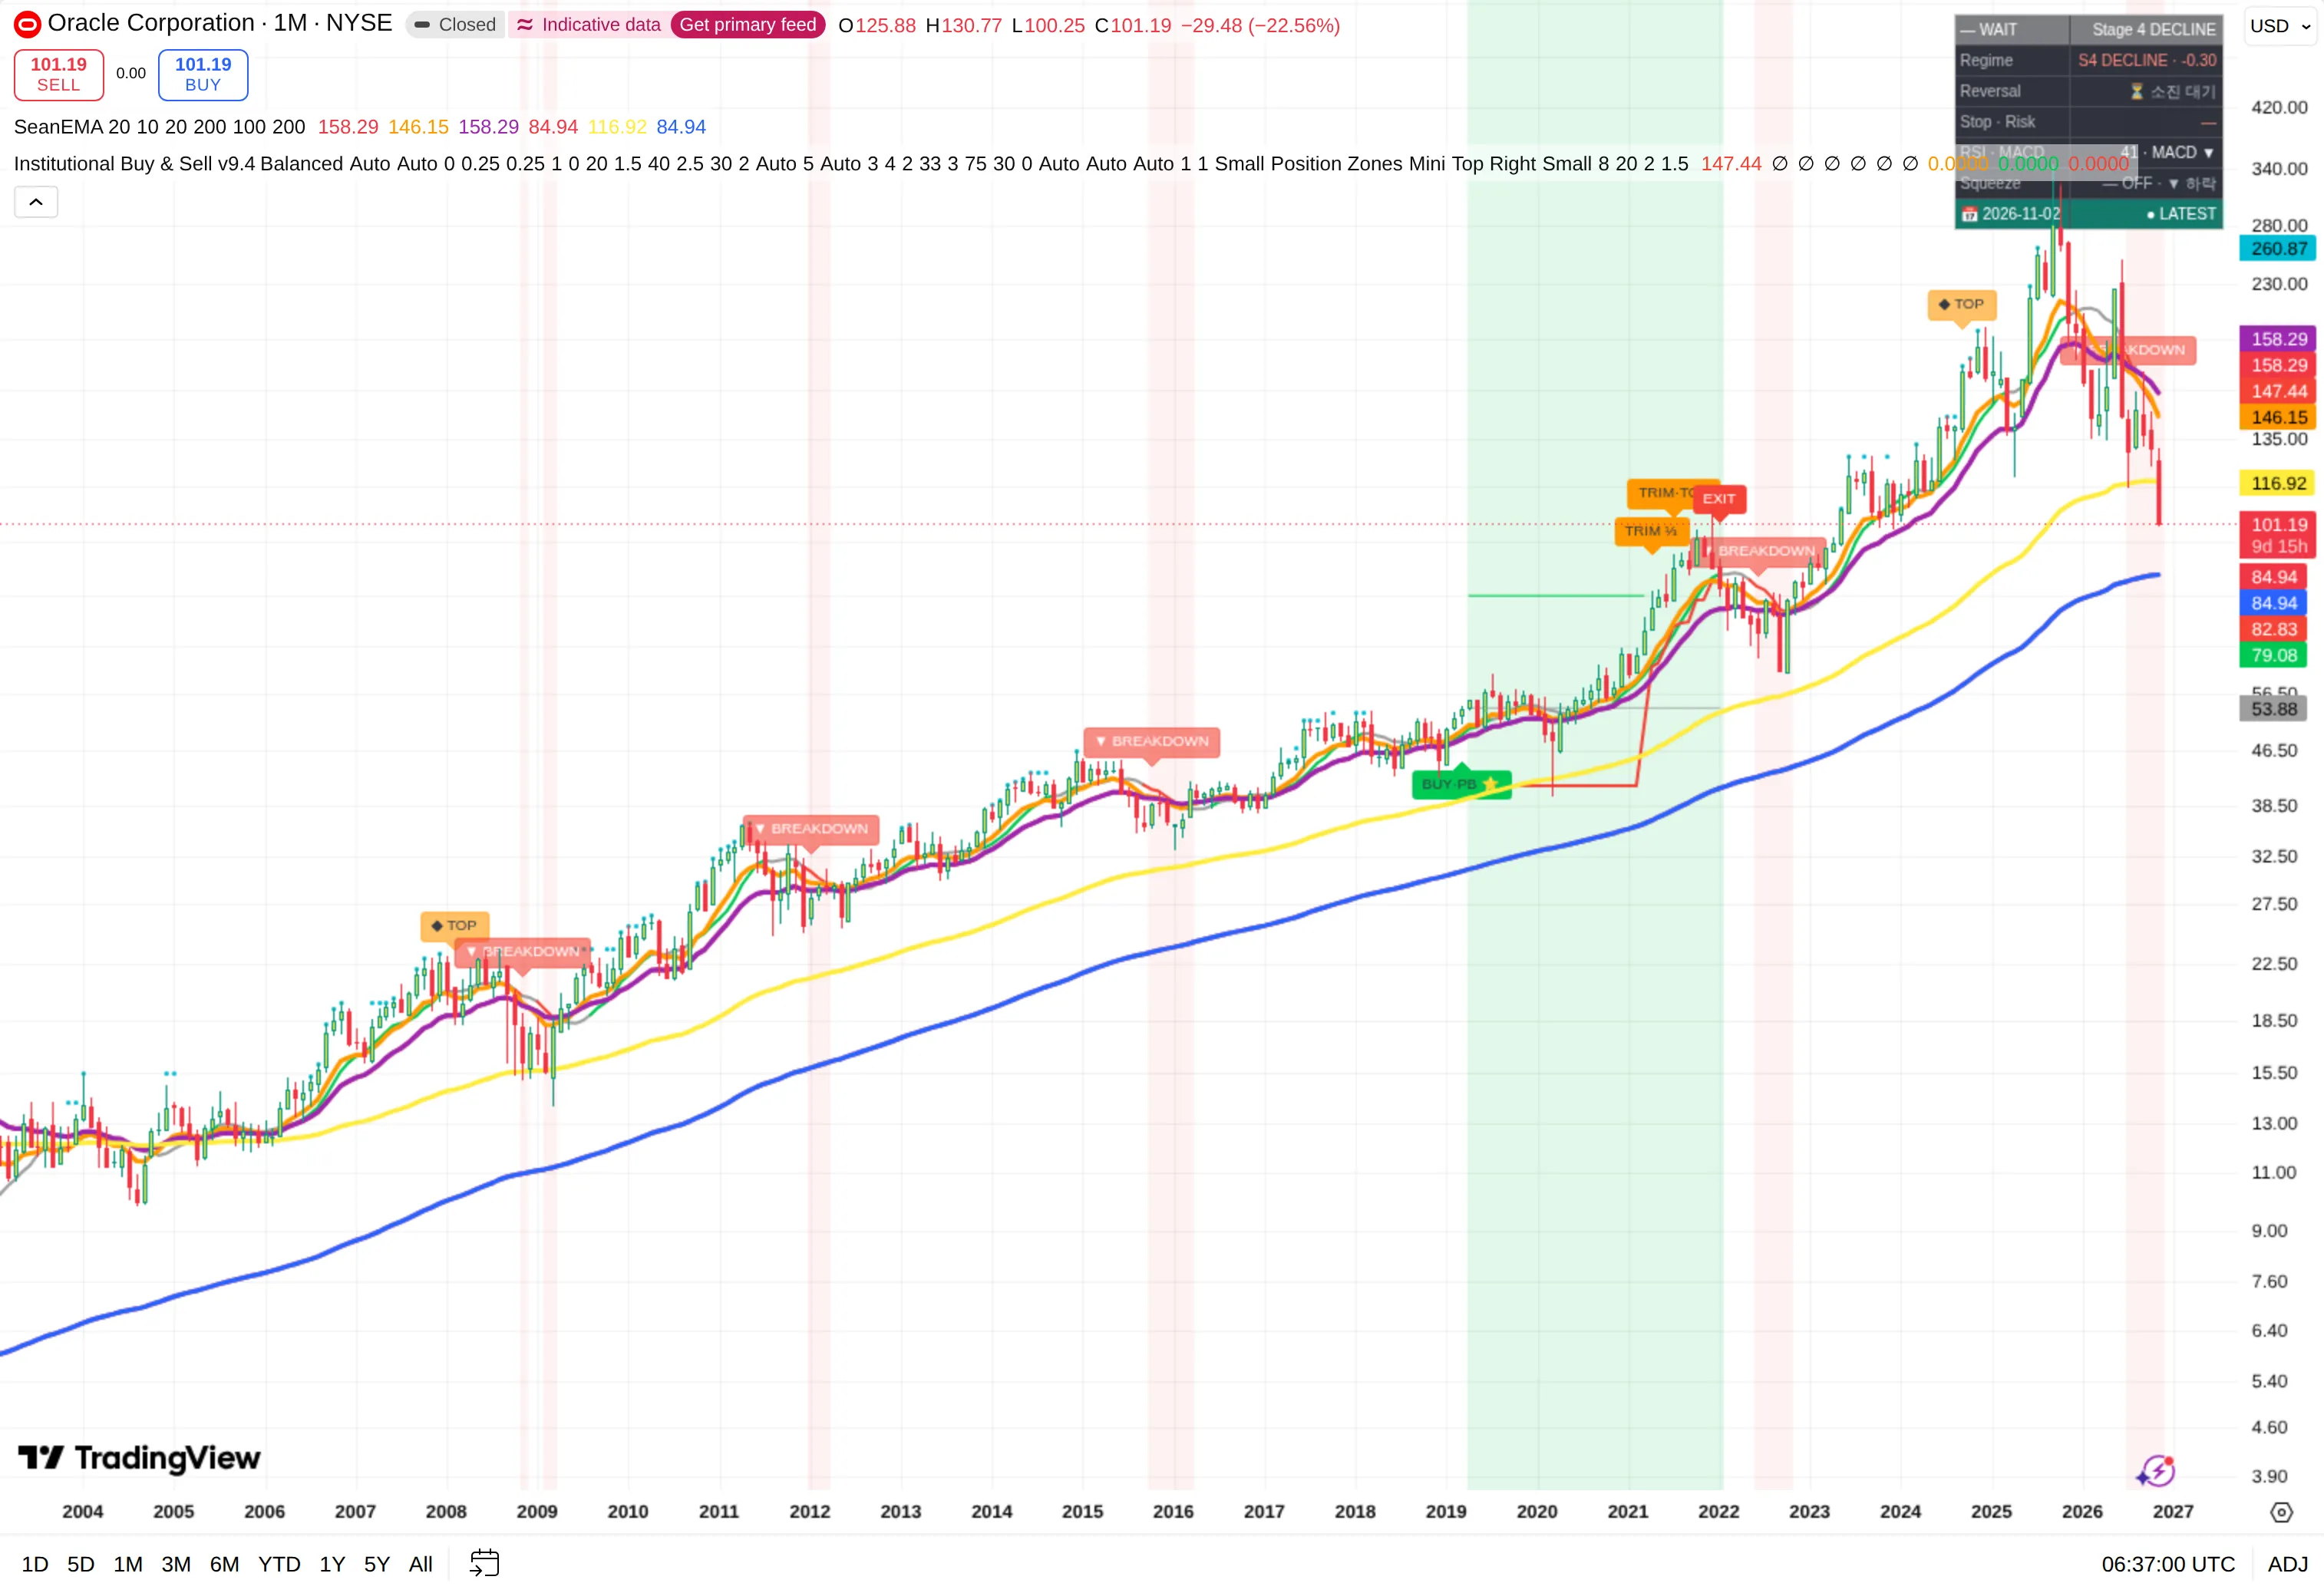 Oracle Corporation · 1M · NYSE Closed Indicative data Get primary feed O125.88 H130.77 L100.25 C101.19 −29.48 (−22.56%)
101.19 SELL 0.00 101.19 BUY
SeanEMA 20 10 20 200 100 200 158.29 146.15 158.29 84.94 116.92 84.94
Institutional Buy & Sell v9.4 Balanced Auto Auto 0 0.25 0.25 1 0 20 1.5 40 2.5 30 2 Auto 5 Auto 3 4 2 33 3 75 30 0 Auto Auto Auto 1 1 Small Position Zones Mini Top Right Small 8 20 2 1.5 147.44 ∅ ∅ ∅ ∅ ∅ ∅ 0.0000 0.0000 0.0000
— WAIT Stage 4 DECLINE
Regime S4 DECLINE · -0.30
Reversal ⏳ 소진 대기
Stop · Risk —
RSI · MACD 41 · MACD ▼
Squeeze — OFF · ▼ 하락
📅 2026-11-02 ● LATEST
USD
420.00
340.00
280.00
260.87
230.00
158.29
158.29
147.44
146.15
135.00
116.92
101.19
9d 15h
84.94
84.94
82.83
79.08
56.50
53.88
46.50
38.50
32.50
27.50
22.50
18.50
15.50
13.00
11.00
9.00
7.60
6.40
5.40
4.60
3.90
◆ TOP
KDOWN
TRIM-TO
EXIT
TRIM ⅓
BREAKDOWN
▼ BREAKDOWN
BUY-PB ⭐
▼ BREAKDOWN
◆ TOP
▼ BREAKDOWN
TradingView
2004 2005 2006 2007 2008 2009 2010 2011 2012 2013 2014 2015 2016 2017 2018 2019 2020 2021 2022 2023 2024 2025 2026 2027
1D 5D 1M 3M 6M YTD 1Y 5Y All 06:37:00 UTC ADJ